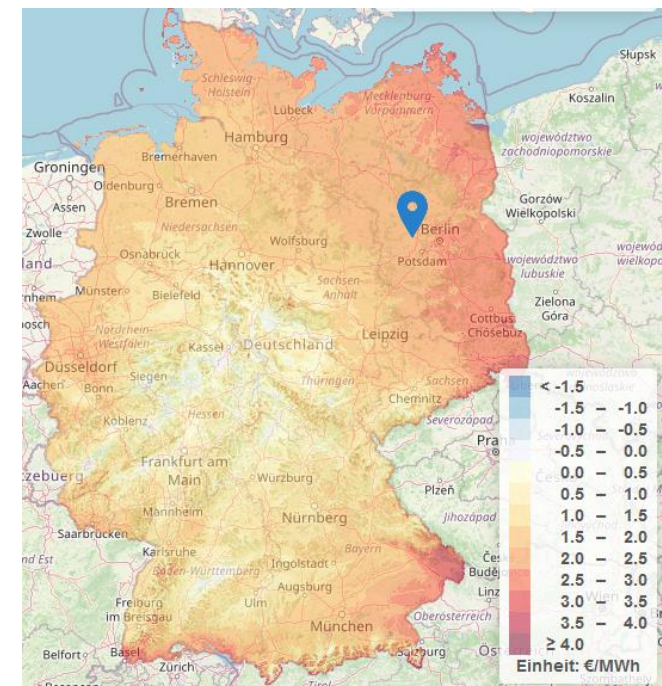 Słupsk
Koszalin
Schleswig-
Holstein
Lübeck
Mecklenburg-
Vorpommern
województwo
zachodniopomorskie
Hamburg
Bremerhaven
Groningen
Oldenburg
Assen
Bremen
Gorzów
Wielkopolski
Zwolle
Niedersachsen
Wolfsburg
Berlin
Potsdam
Osnabrück
Hannover
województwo
lubuskie
Sachsen-
Anhalt
Münster
Bielefeld
Zielona
Góra
Nordrhein-
Westfalen
Kassel
Deutschland
Leipzig
Cottbus
Chóśebuz
Düsseldorf
Aachen
Bonn
Siegen
Thüringen
Sachsen
Chemnitz
Hessen
Koblenz
Severozápad
Praha
Frankfurt am
Main
Würzburg
Plzeň
Mannheim
Nürnberg
Jihozápad
Saarbrücken
Karlsruhe
Bayern
Baden-Württemberg
Ingolstadt
Augsburg
Ulm
Freiburg
im Breisgau
München
Linz
Oberösterreich
Belfort
Basel
Zürich
Salzburg
Wien
Szombathely
< -1.5
-1.5 – -1.0
-1.0 – -0.5
-0.5 – 0.0
0.0 – 0.5
0.5 – 1.0
1.0 – 1.5
1.5 – 2.0
2.0 – 2.5
2.5 – 3.0
3.0 – 3.5
3.5 – 4.0
≥ 4.0
Einheit: €/MWh